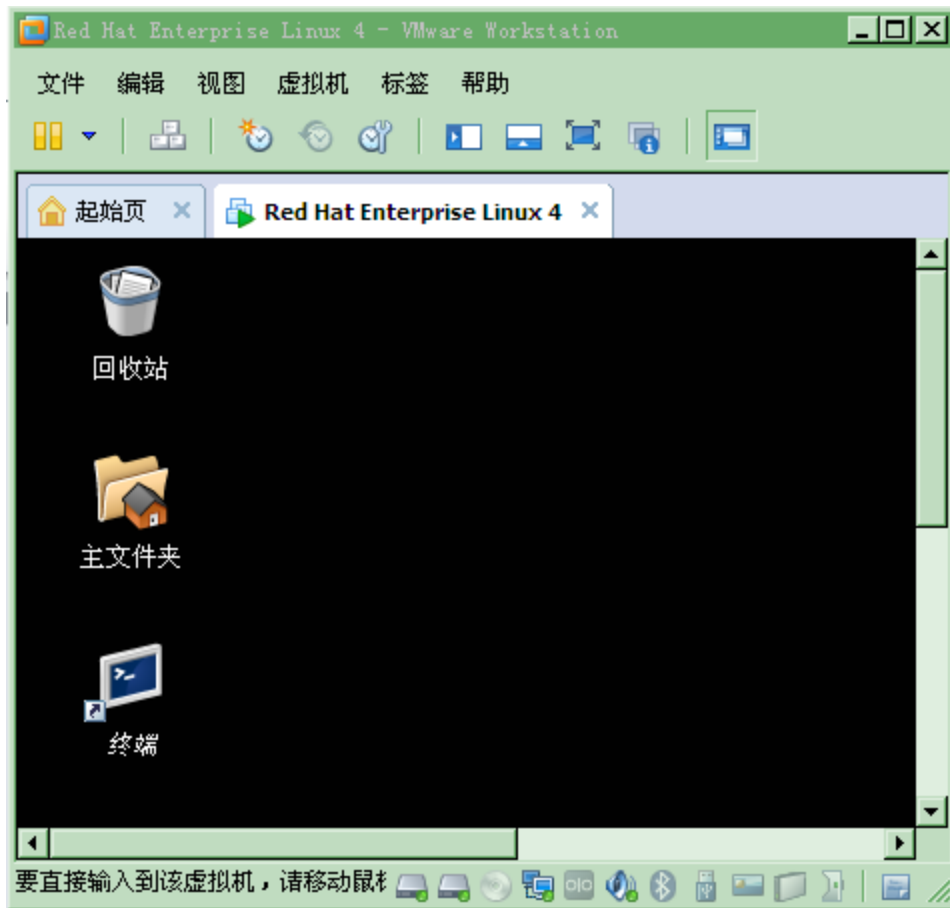 Red Hat Enterprise Linux 4 - VMware Workstation
文件 编辑 视图 虚拟机 标签 帮助
起始页 Red Hat Enterprise Linux 4
回收站
主文件夹
终端
要直接输入到该虚拟机，请移动鼠